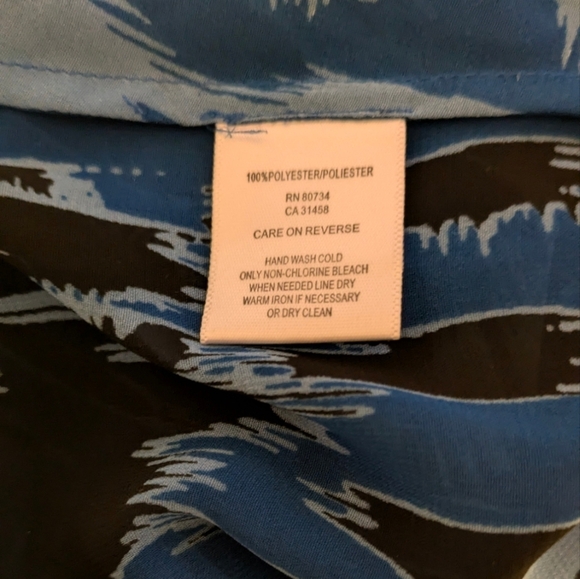 100%POLYESTER/POLIESTER
RN 80734
CA 31458
CARE ON REVERSE
HAND WASH COLD
ONLY NON-CHLORINE BLEACH
WHEN NEEDED LINE DRY
WARM IRON IF NECESSARY
OR DRY CLEAN